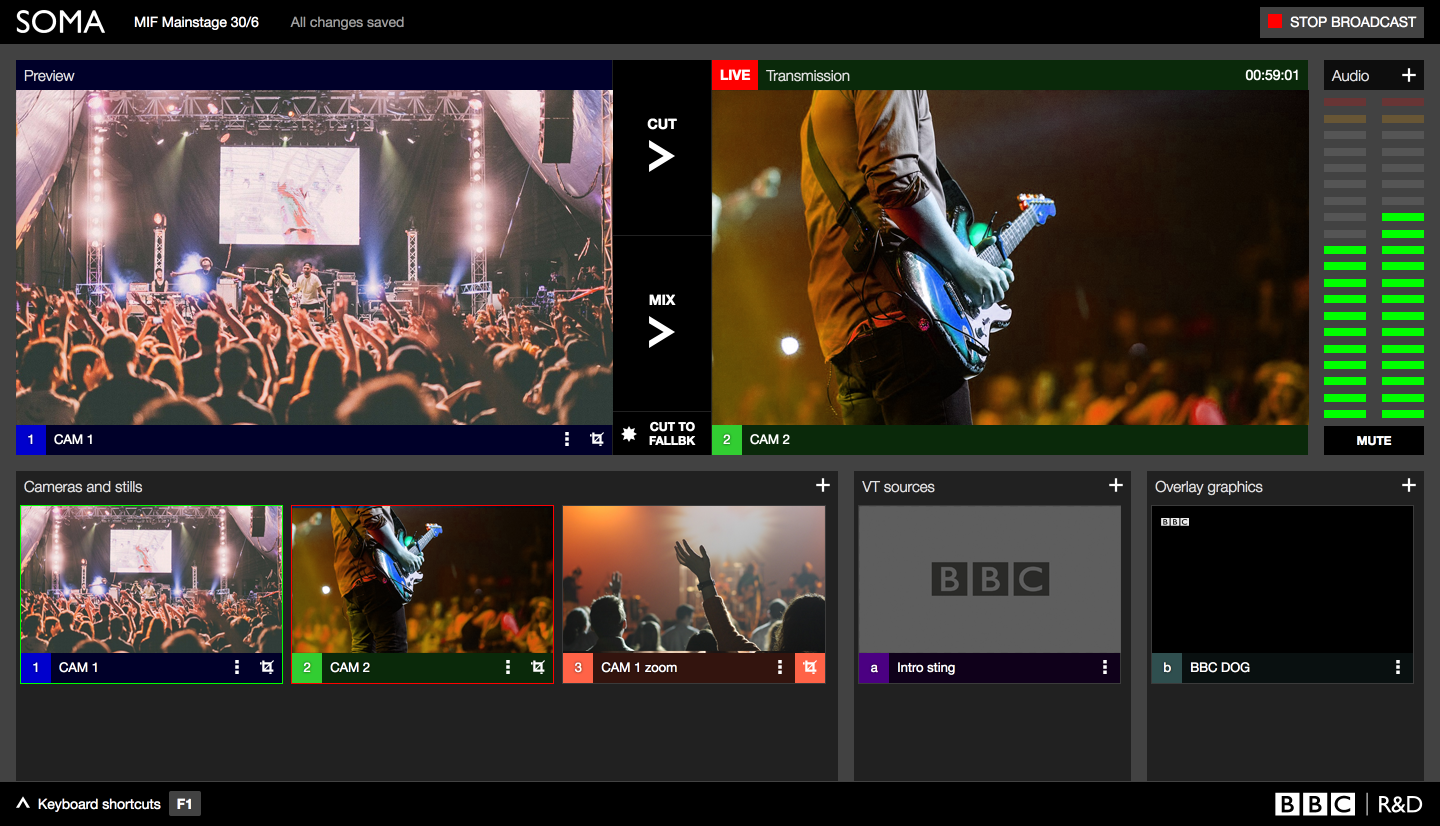 SOMA
MIF Mainstage 30/6
All changes saved
STOP BROADCAST
Preview
CUT
MIX
CUT TO
FALLBK
1 CAM 1
LIVE Transmission 00:59:01
2 CAM 2
Audio +
MUTE
Cameras and stills +
1 CAM 1
2 CAM 2
3 CAM 1 zoom
VT sources +
BBC
a Intro sting
Overlay graphics +
BBC
b BBC DOG
Keyboard shortcuts F1
BBC | R&D